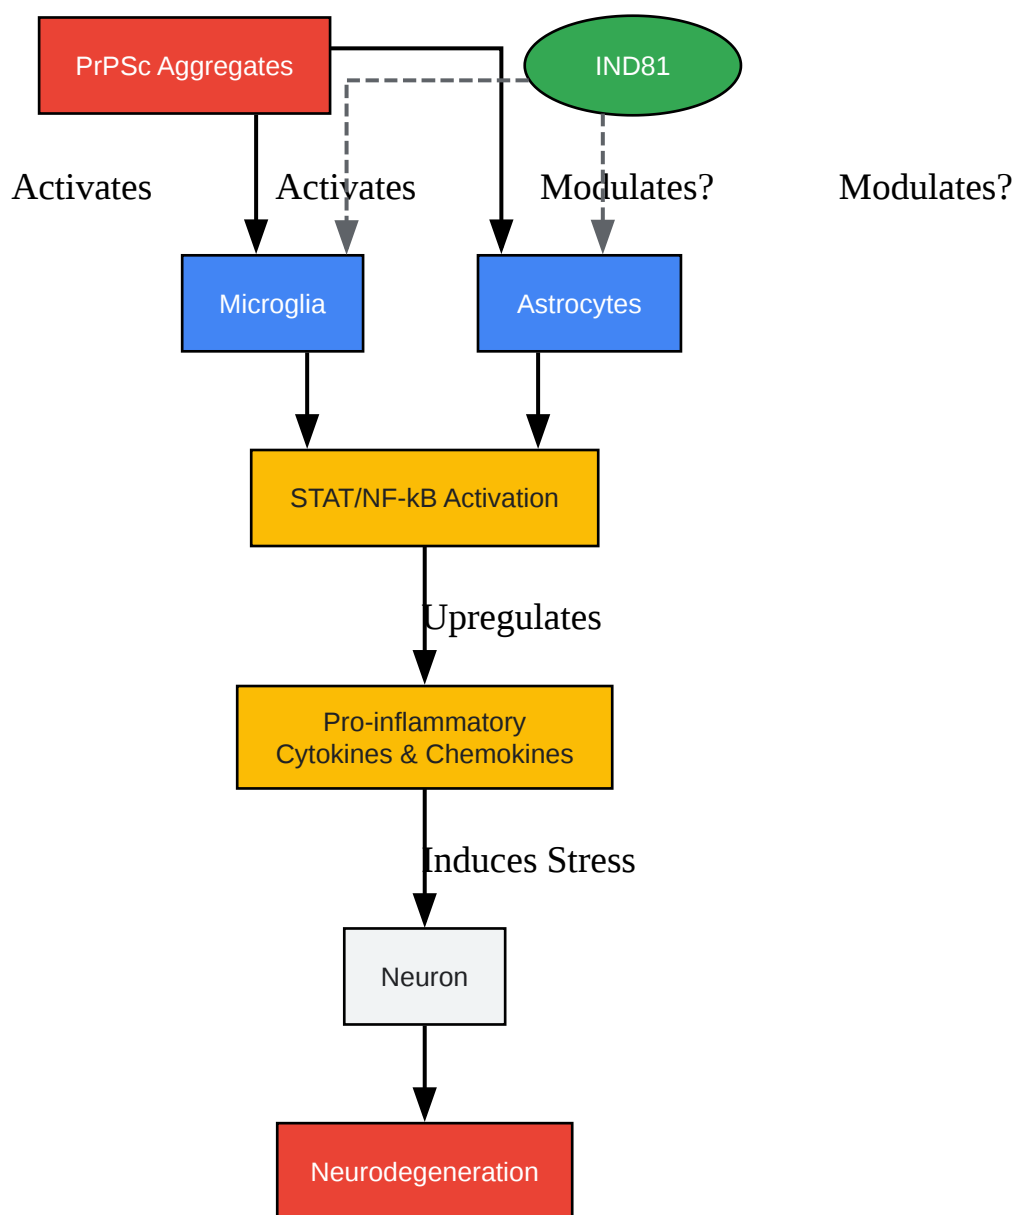 PrPSc Aggregates
IND81
Activates
Activates
Modulates?
Modulates?
Microglia
Astrocytes
STAT/NF-kB Activation
Upregulates
Pro-inflammatory
Cytokines & Chemokines
Induces Stress
Neuron
Neurodegeneration